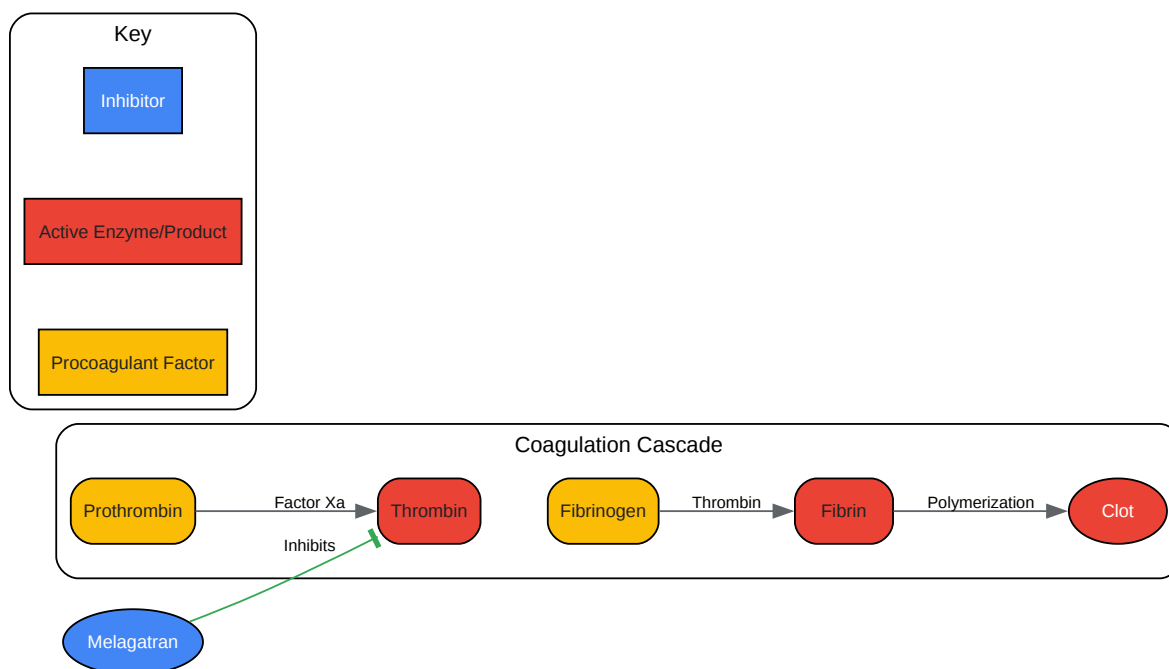 Key
Inhibitor
Active Enzyme/Product
Procoagulant Factor
Coagulation Cascade
Prothrombin
Factor Xa
Thrombin
Fibrinogen
Thrombin
Fibrin
Polymerization
Clot
Inhibits
Melagatran